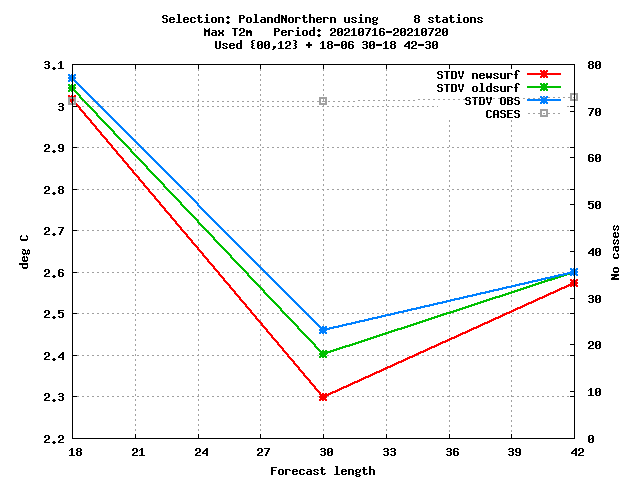 Selection: PolandNorthern using     8 stations
Max T2m   Period: 20210716-20210720
Used {00,12} + 18-06 30-18 42-30
STDV newsurf
STDV oldsurf
STDV OBS
CASES
3.1
3
2.9
2.8
2.7
2.6
2.5
2.4
2.3
2.2
deg C
80
70
60
50
40
30
20
10
0
No cases
18 21 24 27 30 33 36 39 42
Forecast length